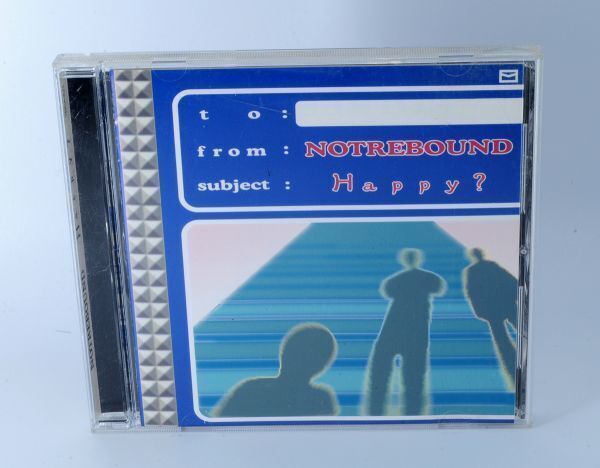 to:
from: NOTREBOUND
subject: Happy?